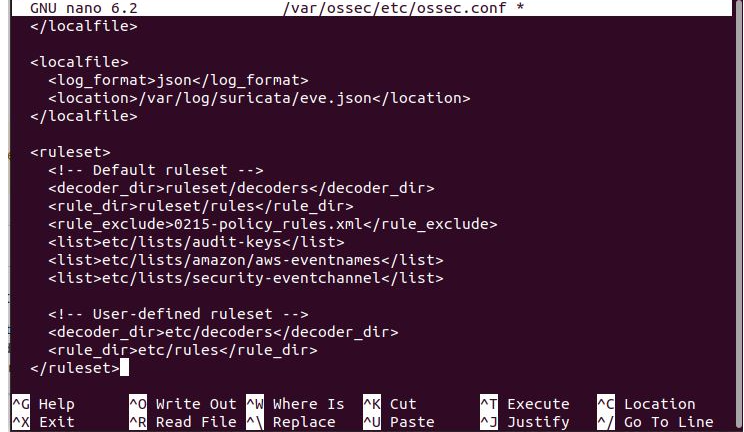 GNU nano 6.2 /var/ossec/etc/ossec.conf *
</localfile>
<localfile>
<log_format>json</log_format>
<location>/var/log/suricata/eve.json</location>
</localfile>
<ruleset>
<!-- Default ruleset -->
<decoder_dir>ruleset/decoders</decoder_dir>
<rule_dir>ruleset/rules</rule_dir>
<rule_exclude>0215-policy_rules.xml</rule_exclude>
<list>etc/lists/audit-keys</list>
<list>etc/lists/amazon/aws-eventnames</list>
<list>etc/lists/security-eventchannel</list>
<!-- User-defined ruleset -->
<decoder_dir>etc/decoders</decoder_dir>
<rule_dir>etc/rules</rule_dir>
</ruleset>
^G Help ^O Write Out ^W Where Is ^K Cut ^T Execute ^C Location
^X Exit ^R Read File ^\ Replace ^U Paste ^J Justify ^/ Go To Line